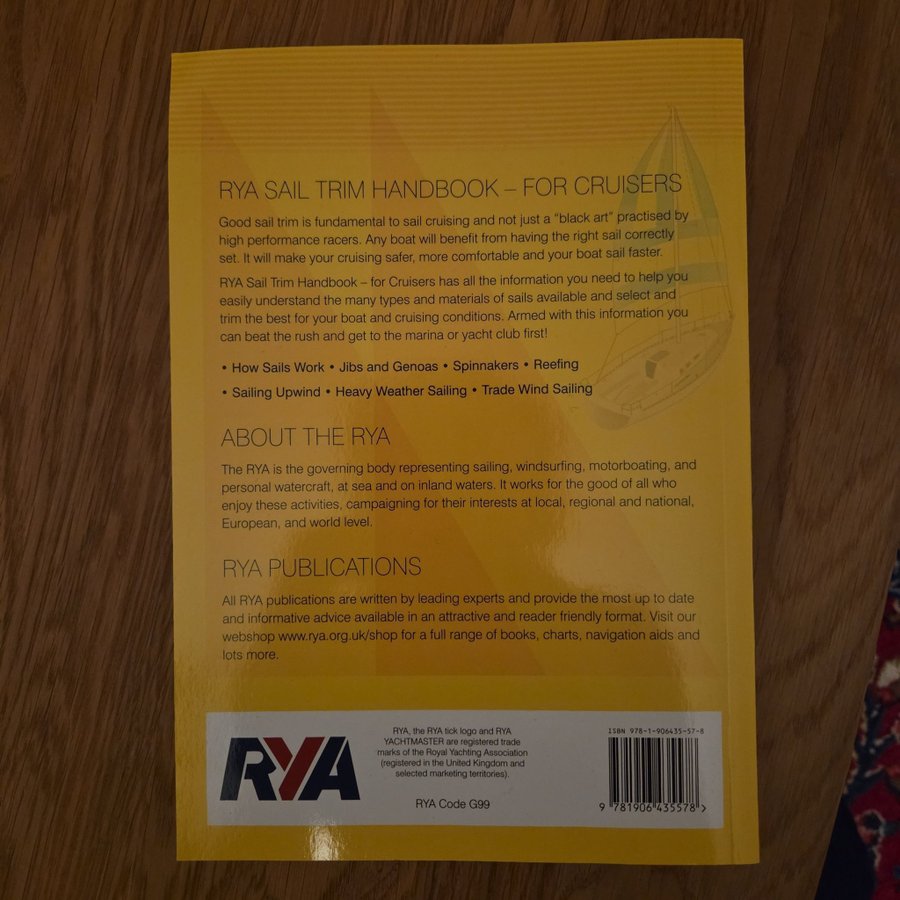 RYA SAIL TRIM HANDBOOK – FOR CRUISERS
Good sail trim is fundamental to sail cruising and not just a “black art” practised by
high performance racers. Any boat will benefit from having the right sail correctly
set. It will make your cruising safer, more comfortable and your boat sail faster.
RYA Sail Trim Handbook – for Cruisers has all the information you need to help you
easily understand the many types and materials of sails available and select and
trim the best for your boat and cruising conditions. Armed with this information you
can beat the rush and get to the marina or yacht club first!
• How Sails Work • Jibs and Genoas • Spinnakers • Reefing
• Sailing Upwind • Heavy Weather Sailing • Trade Wind Sailing
ABOUT THE RYA
The RYA is the governing body representing sailing, windsurfing, motorboating, and
personal watercraft, at sea and on inland waters. It works for the good of all who
enjoy these activities, campaigning for their interests at local, regional and national,
European, and world level.
RYA PUBLICATIONS
All RYA publications are written by leading experts and provide the most up to date
and informative advice available in an attractive and reader friendly format. Visit our
webshop www.rya.org.uk/shop for a full range of books, charts, navigation aids and
lots more.
RYA
RYA, the RYA tick logo and RYA
YACHTMASTER are registered trade
marks of the Royal Yachting Association
(registered in the United Kingdom and
selected marketing territories).
RYA Code G99
ISBN 978-1-906435-57-8
9 781906 435578 >